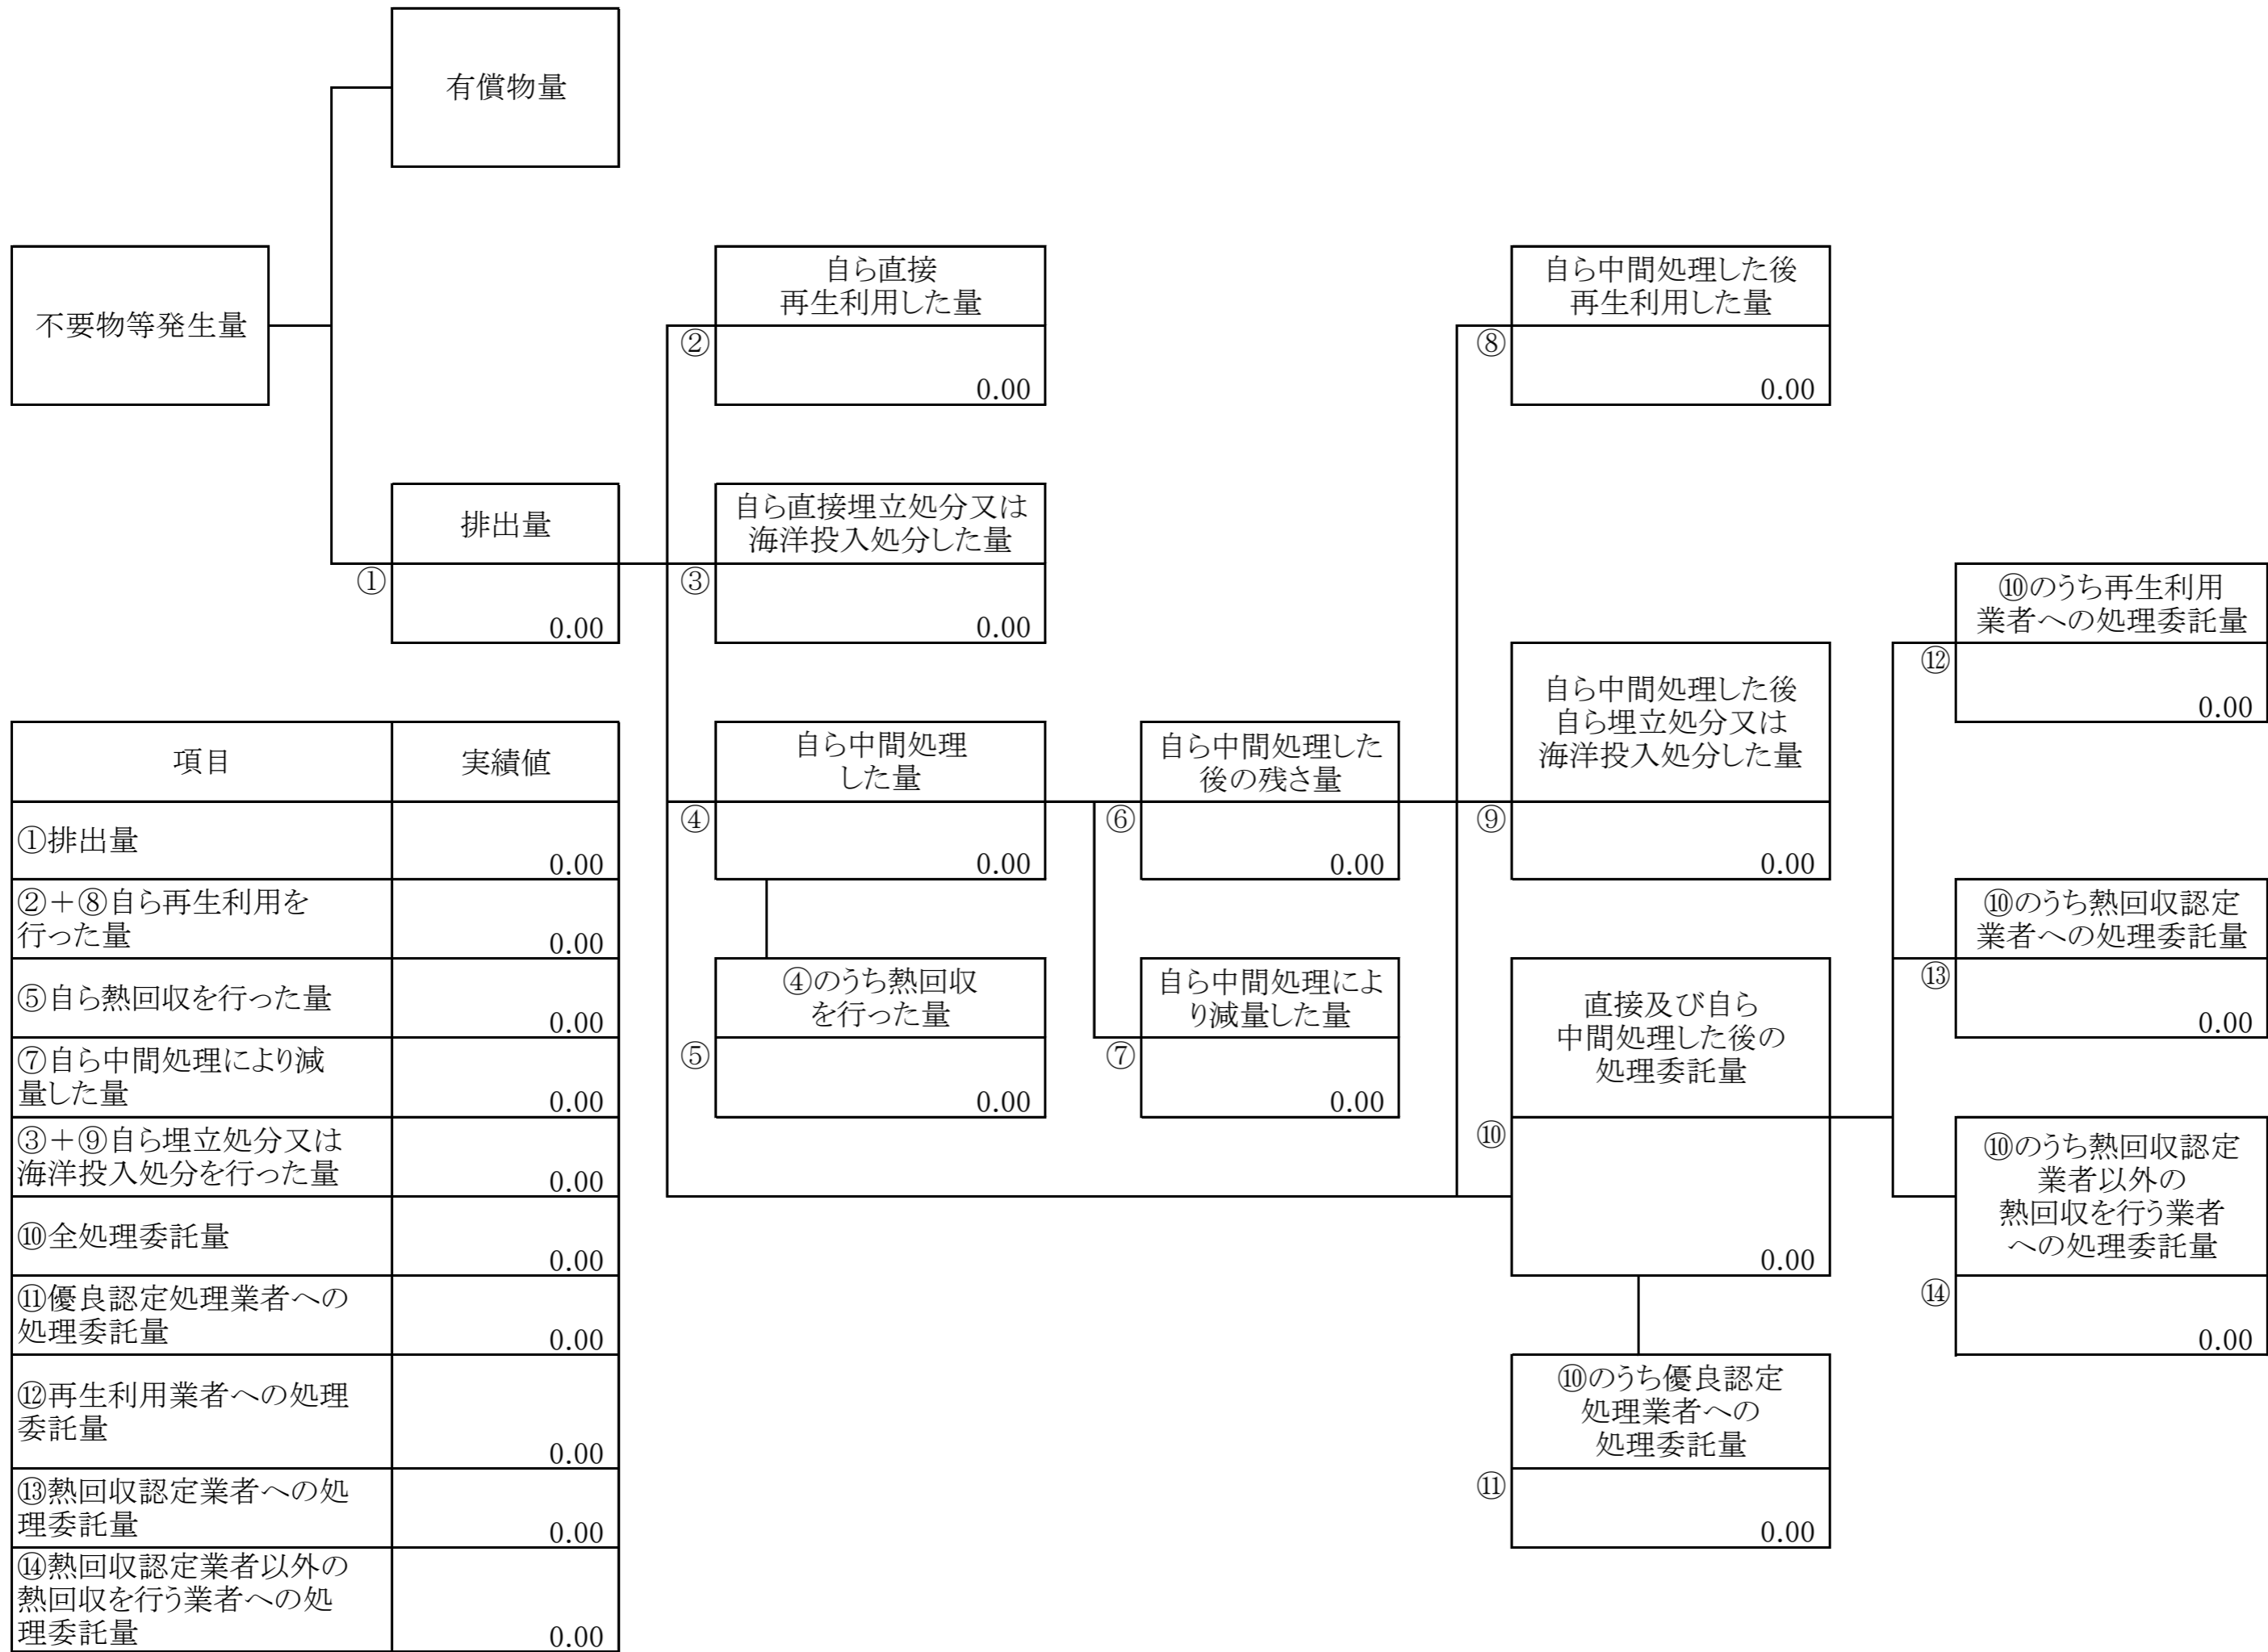 有償物量
不要物等発生量
自ら直接
再生利用した量
②
0.00
自ら中間処理した後
再生利用した量
⑧
0.00
排出量
①
0.00
自ら直接埋立処分又は
海洋投入処分した量
③
0.00
⑩のうち再生利用
業者への処理委託量
⑫
0.00
自ら中間処理
した量
④
0.00
自ら中間処理した
後の残さ量
⑥
0.00
自ら中間処理した後
自ら埋立処分又は
海洋投入処分した量
⑨
0.00
⑩のうち熱回収認定
業者への処理委託量
⑬
0.00
④のうち熱回収
を行った量
⑤
0.00
自ら中間処理によ
り減量した量
⑦
0.00
直接及び自ら
中間処理した後の
処理委託量
⑩
0.00
⑩のうち熱回収認定
業者以外の
熱回収を行う業者
への処理委託量
⑭
0.00
⑩のうち優良認定
処理業者への
処理委託量
⑪
0.00
項目 実績値
①排出量
0.00
②+⑧自ら再生利用を
行った量
0.00
⑤自ら熱回収を行った量
0.00
⑦自ら中間処理により減
量した量
0.00
③+⑨自ら埋立処分又は
海洋投入処分を行った量
0.00
⑩全処理委託量
0.00
⑪優良認定処理業者への
処理委託量
0.00
⑫再生利用業者への処理
委託量
0.00
⑬熱回収認定業者への処
理委託量
0.00
⑭熱回収認定業者以外の
熱回収を行う業者への処
理委託量
0.00